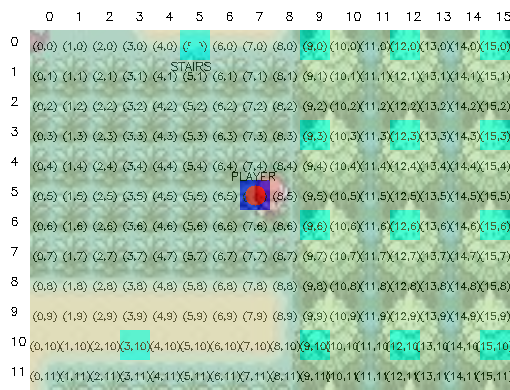 0 1 2 3 4 5 6 7 8 9 10 11 12 13 14 15
0 (0,0) (1,0) (2,0) (3,0) (4,0) (6,0) (7,0) (8,0) (9,0) (10,0) (11,0) (12,0) (13,0) (14,0) (15,0)
STAIRS
1 (0,1) (1,1) (2,1) (3,1) (4,1) (5,1) (6,1) (7,1) (8,1) (9,1) (10,1) (11,1) (12,1) (13,1) (14,1) (15,1)
2 (0,2) (1,2) (2,2) (3,2) (4,2) (5,2) (6,2) (7,2) (8,2) (9,2) (10,2) (11,2) (12,2) (13,2) (14,2) (15,2)
3 (0,3) (1,3) (2,3) (3,3) (4,3) (5,3) (6,3) (7,3) (8,3) (9,3) (10,3) (11,3) (12,3) (13,3) (14,3) (15,3)
4 (0,4) (1,4) (2,4) (3,4) (4,4) (5,4) (6,4) (7,4) (8,4) (9,4) (10,4) (11,4) (12,4) (13,4) (14,4) (15,4)
PLAYER
5 (0,5) (1,5) (2,5) (3,5) (4,5) (5,5) (6,5) (8,5) (9,5) (10,5) (11,5) (12,5) (13,5) (14,5) (15,5)
6 (0,6) (1,6) (2,6) (3,6) (4,6) (5,6) (6,6) (7,6) (8,6) (9,6) (10,6) (11,6) (12,6) (13,6) (14,6) (15,6)
7 (0,7) (1,7) (2,7) (3,7) (4,7) (5,7) (6,7) (7,7) (8,7) (9,7) (10,7) (11,7) (12,7) (13,7) (14,7) (15,7)
8 (0,8) (1,8) (2,8) (3,8) (4,8) (5,8) (6,8) (7,8) (8,8) (9,8) (10,8) (11,8) (12,8) (13,8) (14,8) (15,8)
9 (0,9) (1,9) (2,9) (3,9) (4,9) (5,9) (6,9) (7,9) (8,9) (9,9) (10,9) (11,9) (12,9) (13,9) (14,9) (15,9)
10 (0,10) (1,10) (2,10) (3,10) (4,10) (5,10) (6,10) (7,10) (8,10) (9,10) (10,10) (11,10) (12,10) (13,10) (14,10) (15,10)
11 (0,11) (1,11) (2,11) (3,11) (4,11) (5,11) (6,11) (7,11) (8,11) (9,11) (10,11) (11,11) (12,11) (13,11) (14,11) (15,11)